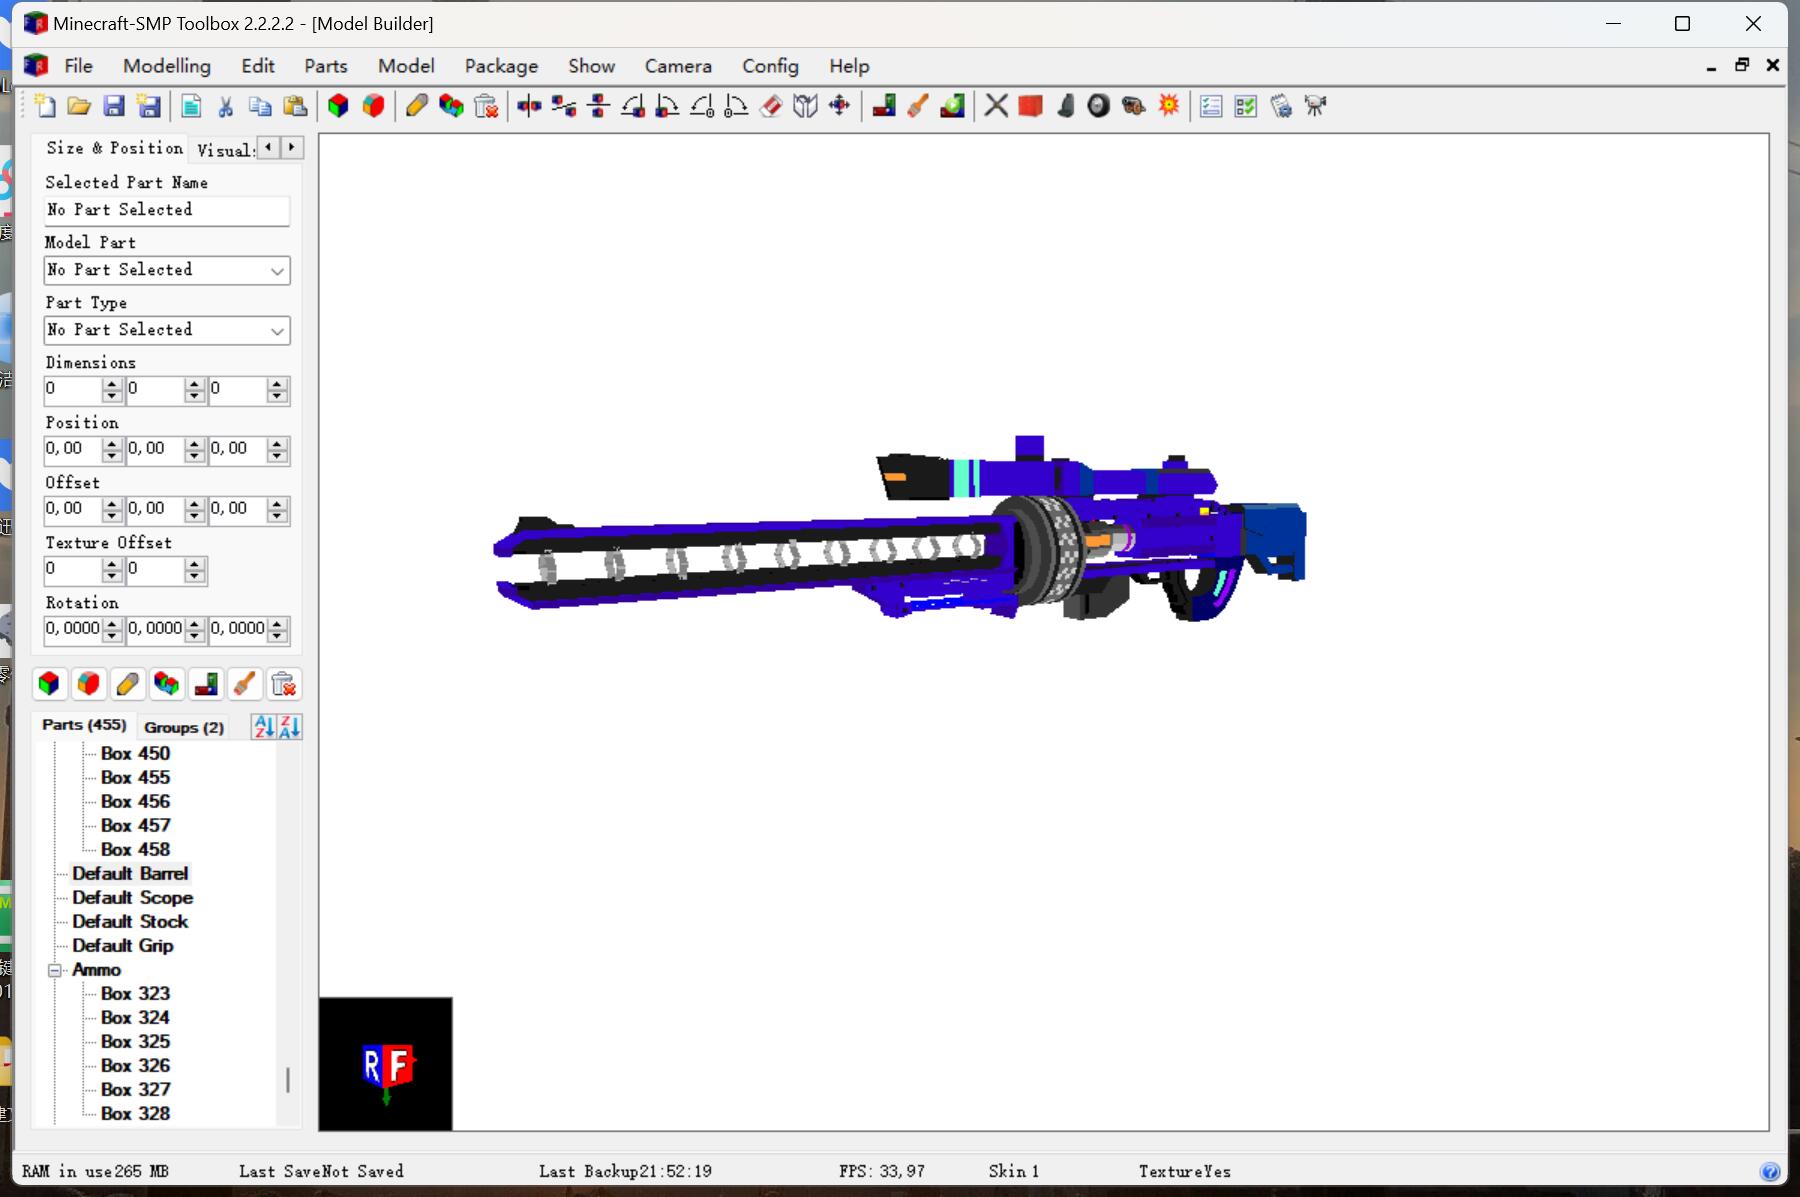 Minecraft-SMP Toolbox 2.2.2.2 - [Model Builder]
File Modelling Edit Parts Model Package Show Camera Config Help
Size & Position Visual:
Selected Part Name
No Part Selected
Model Part
No Part Selected
Part Type
No Part Selected
Dimensions
0 0 0
Position
0,00 0,00 0,00
Offset
0,00 0,00 0,00
Texture Offset
0 0
Rotation
0,0000 0,0000 0,0000
Parts (455) Groups (2)
Box 450
Box 455
Box 456
Box 457
Box 458
Default Barrel
Default Scope
Default Stock
Default Grip
Ammo
Box 323
Box 324
Box 325
Box 326
Box 327
Box 328
R F
RAM in use265 MB Last SaveNot Saved Last Backup21:52:19 FPS: 33,97 Skin 1 TextureYes